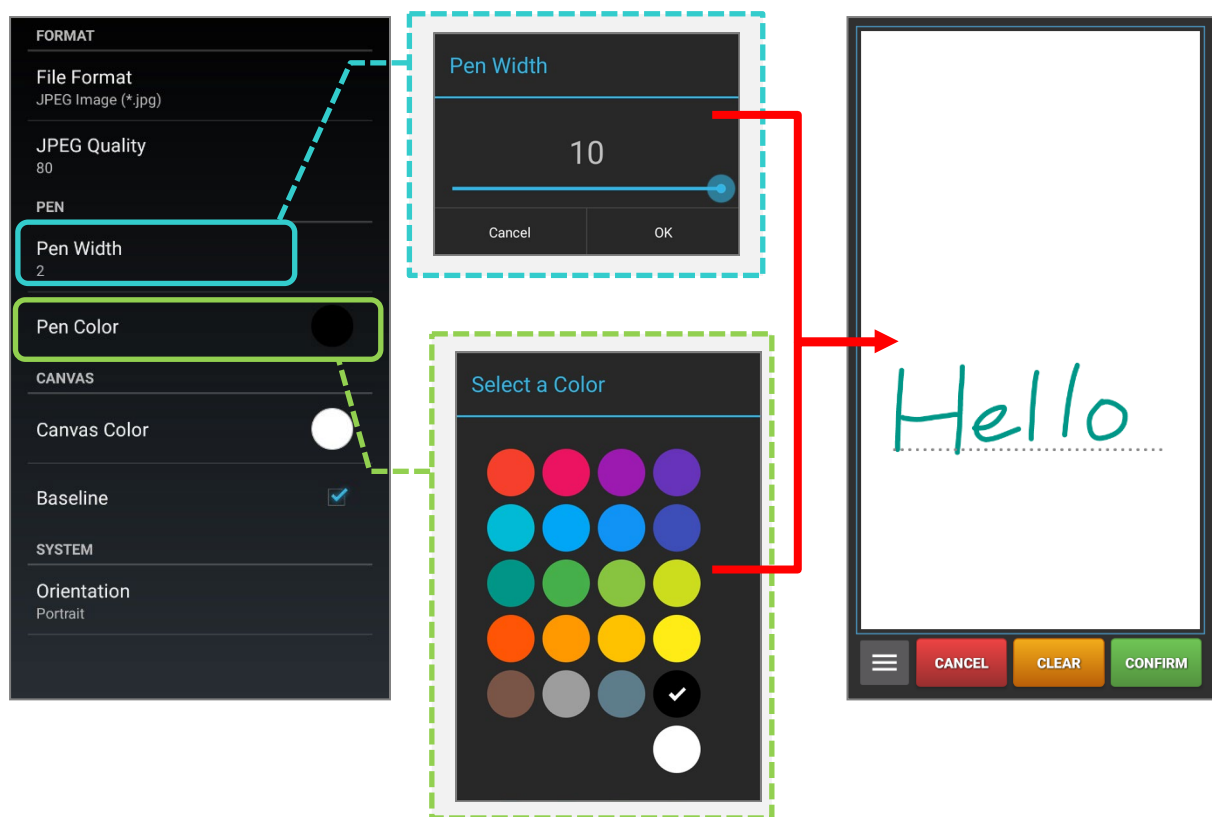 FORMAT
File Format
JPEG Image (*.jpg)
JPEG Quality
80
PEN
Pen Width
2
Pen Color
CANVAS
Canvas Color
Baseline
SYSTEM
Orientation
Portrait
Pen Width
10
Cancel
OK
Select a Color
Hello
CANCEL
CLEAR
CONFIRM